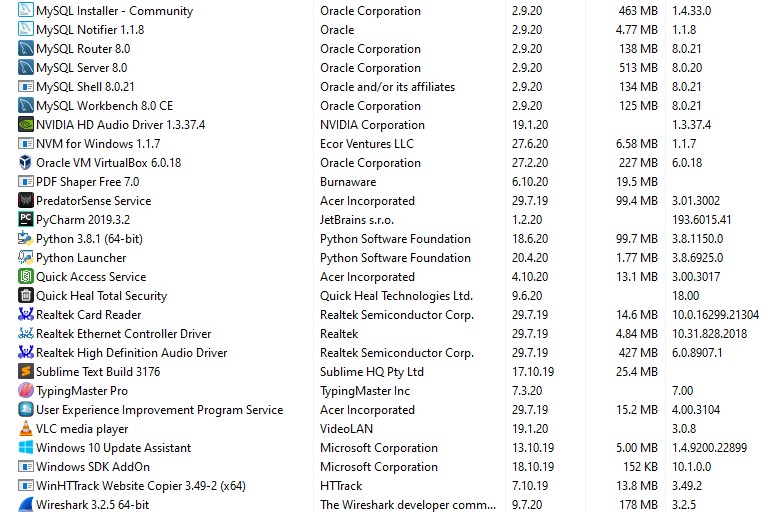 MySQL Installer - Community Oracle Corporation 2.9.20 463 MB 1.4.33.0
MySQL Notifier 1.1.8 Oracle 2.9.20 4.77 MB 1.1.8
MySQL Router 8.0 Oracle Corporation 2.9.20 138 MB 8.0.21
MySQL Server 8.0 Oracle Corporation 2.9.20 513 MB 8.0.20
MySQL Shell 8.0.21 Oracle and/or its affiliates 2.9.20 134 MB 8.0.21
MySQL Workbench 8.0 CE Oracle Corporation 2.9.20 125 MB 8.0.21
NVIDIA HD Audio Driver 1.3.37.4 NVIDIA Corporation 19.1.20 1.3.37.4
NVM for Windows 1.1.7 Ecor Ventures LLC 27.6.20 6.58 MB 1.1.7
Oracle VM VirtualBox 6.0.18 Oracle Corporation 27.2.20 227 MB 6.0.18
PDF Shaper Free 7.0 Burnaware 6.10.20 19.5 MB
PredatorSense Service Acer Incorporated 29.7.19 99.4 MB 3.01.3002
PyCharm 2019.3.2 JetBrains s.r.o. 1.2.20 193.6015.41
Python 3.8.1 (64-bit) Python Software Foundation 18.6.20 99.7 MB 3.8.1150.0
Python Launcher Python Software Foundation 20.4.20 1.77 MB 3.8.6925.0
Quick Access Service Acer Incorporated 4.10.20 13.1 MB 3.00.3017
Quick Heal Total Security Quick Heal Technologies Ltd. 9.6.20 18.00
Realtek Card Reader Realtek Semiconductor Corp. 29.7.19 14.6 MB 10.0.16299.21304
Realtek Ethernet Controller Driver Realtek 29.7.19 4.84 MB 10.31.828.2018
Realtek High Definition Audio Driver Realtek Semiconductor Corp. 29.7.19 427 MB 6.0.8907.1
Sublime Text Build 3176 Sublime HQ Pty Ltd 17.10.19 25.4 MB
TypingMaster Pro TypingMaster Inc 7.3.20 7.00
User Experience Improvement Program Service Acer Incorporated 29.7.19 15.2 MB 4.00.3104
VLC media player VideoLAN 19.1.20 3.0.8
Windows 10 Update Assistant Microsoft Corporation 13.10.19 5.00 MB 1.4.9200.22899
Windows SDK AddOn Microsoft Corporation 18.10.19 152 KB 10.1.0.0
WinHTTrack Website Copier 3.49-2 (x64) HTTrack 7.10.19 13.8 MB 3.49.2
Wireshark 3.2.5 64-bit The Wireshark developer comm... 9.7.20 178 MB 3.2.5